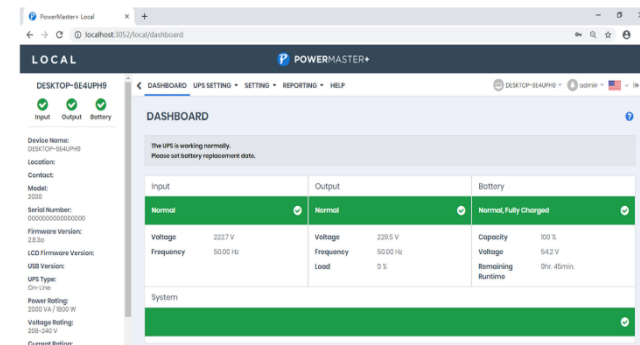 PowerMaster+ Local
localhost:3052/local/dashboard
LOCAL
POWERMASTER+
DESKTOP-6E4UPH9
Input Output Battery
Device Name:
DESKTOP-6E4UPH9
Location:
Contact:
Model:
2000
Serial Number:
000000000000000
Firmware Version:
LCD Firmware Version:
USB Version:
UPS Type:
On-Line
Power Rating:
2000 VA / 1800 W
Voltage Rating:
208-240 V
Current Rating:
DASHBOARD UPS SETTING SETTING REPORTING HELP
DESKTOP-6E4UPH9 admin
DASHBOARD
The UPS is working normally.
Please set battery replacement date.
Input
Normal
Voltage 222.7 V
Frequency 50.00 Hz
Output
Normal
Voltage 229.5 V
Frequency 50.00 Hz
Load 0 %
Battery
Normal, Fully Charged
Capacity 100 %
Voltage 54.2 V
Remaining 9hr. 45min.
Runtime
System